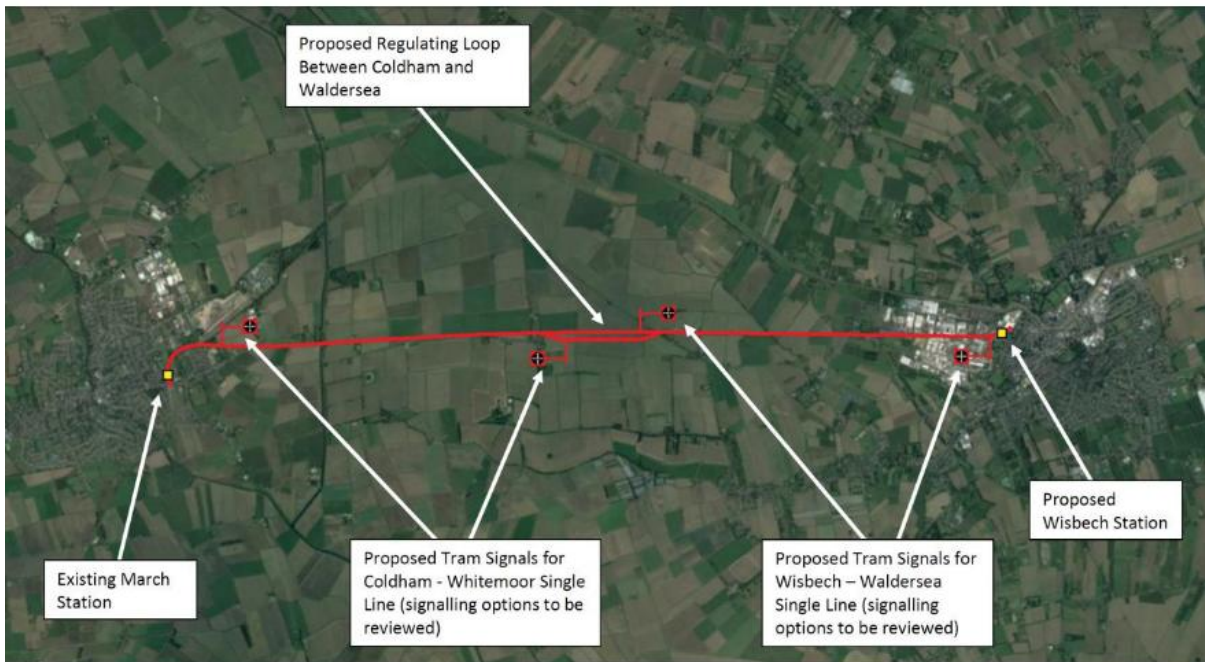 Proposed Regulating Loop
Between Coldham and
Waldersea
Existing March
Station
Proposed Tram Signals for
Coldham - Whitemoor Single
Line (signalling options to be
reviewed)
Proposed Tram Signals for
Wisbech – Waldersea
Single Line (signalling
options to be reviewed)
Proposed
Wisbech Station